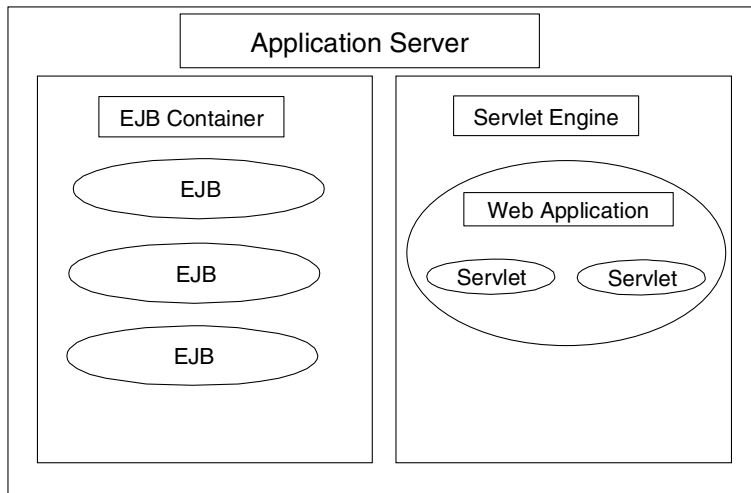 Application Server
EJB Container
EJB
EJB
EJB
Servlet Engine
Web Application
Servlet
Servlet